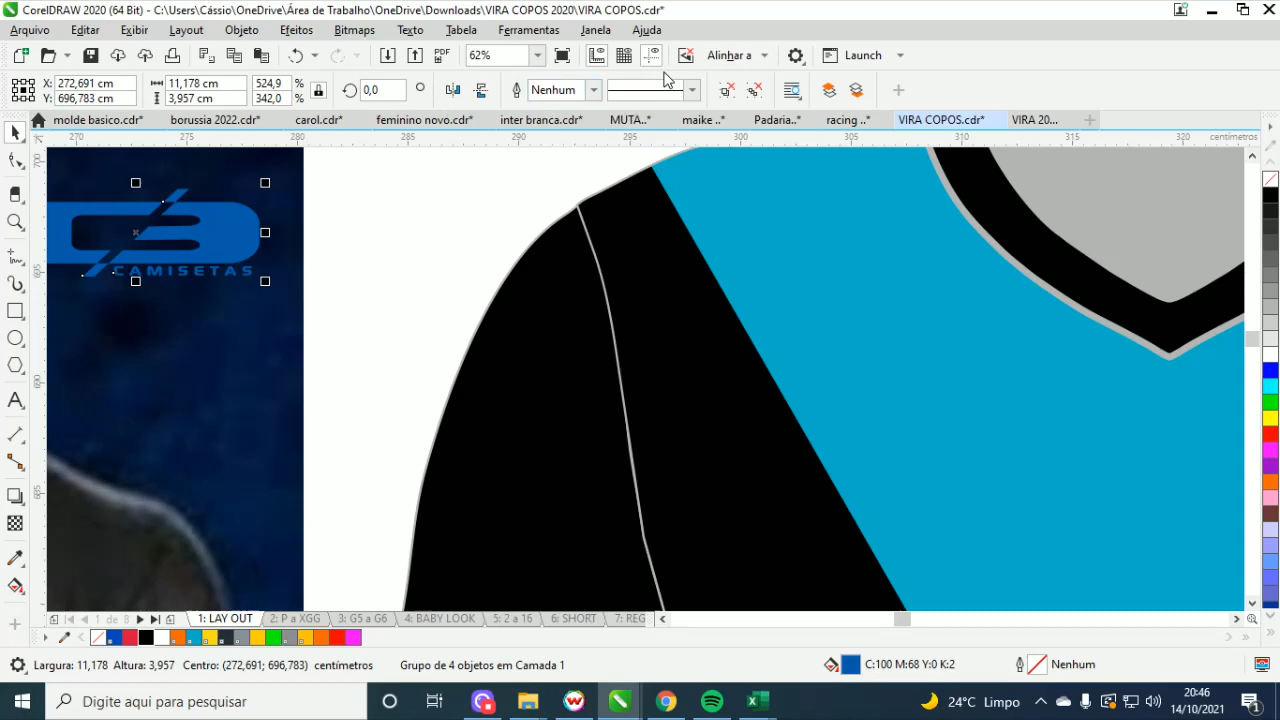 CorelDRAW 2020 (64 Bit) - C:\Users\Cássio\OneDrive\Área de Trabalho\OneDrive\Downloads\VIRA COPOS 2020\VIRA COPOS.cdr*
Arquivo Editar Exibir Layout Objeto Efeitos Bitmaps Texto Tabela Ferramentas Janela Ajuda
PDF 62% Alinhar a Launch
X: 272,691 cm 11,178 cm 524,9 % 0,0 Nenhum
Y: 696,783 cm 3,957 cm 342,0 %
molde basico.cdr* borussia 2022.cdr* carol.cdr* feminino novo.cdr* inter branca.cdr* MUTA..* maike ..* Padaria..* racing ..* VIRA COPOS.cdr* VIRA 20...
270 275 280 285 290 295 300 305 310 315 320 centímetros
700
695
690
685
CAMISETAS
1 de 8 1: LAY OUT 2: P a XGG 3: G5 a G6 4: BABY LOOK 5: 2 a 16 6: SHORT 7: REG
Largura: 11,178 Altura: 3,957 Centro: (272,691; 696,783) centímetros Grupo de 4 objetos em Camada 1 C:100 M:68 Y:0 K:2 Nenhum
Digite aqui para pesquisar 24°C Limpo 20:46
14/10/2021 1